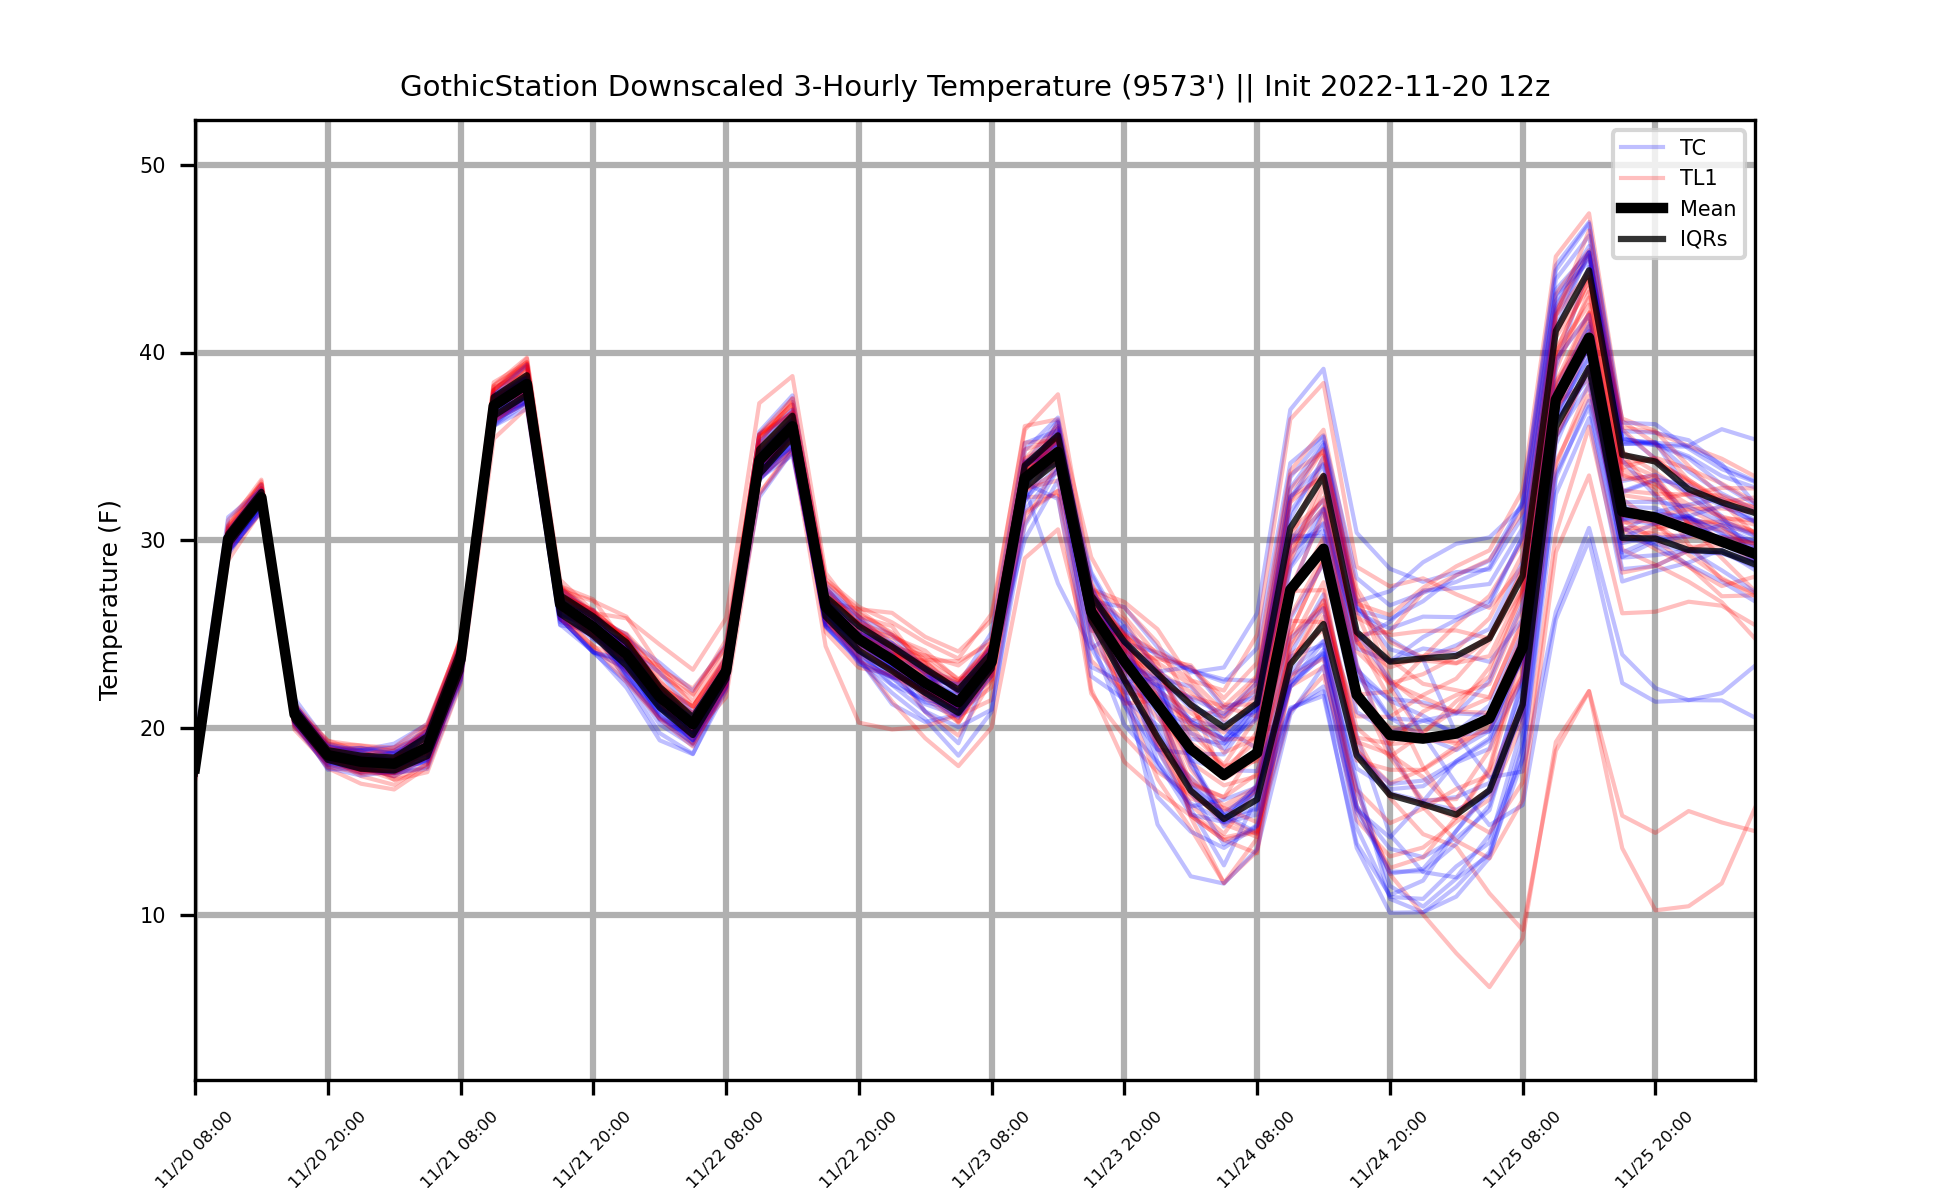 GothicStation Downscaled 3-Hourly Temperature (9573') || Init 2022-11-20 12z
TC
TL1
Mean
IQRs
Temperature (F)
50
40
30
20
10
11/20 08:00
11/20 20:00
11/21 08:00
11/21 20:00
11/22 08:00
11/22 20:00
11/23 08:00
11/23 20:00
11/24 08:00
11/24 20:00
11/25 08:00
11/25 20:00